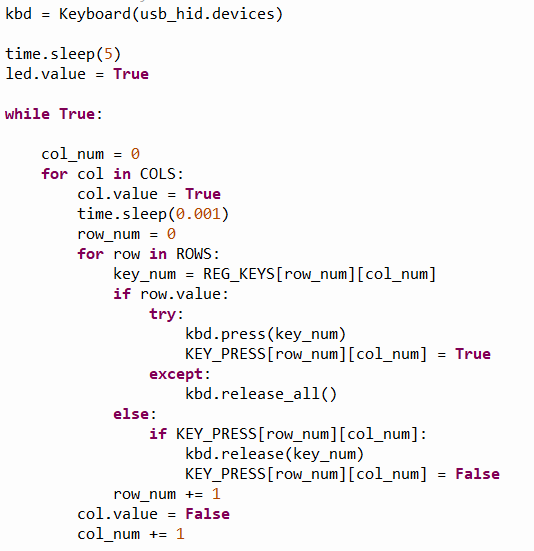 kbd = Keyboard(usb_hid.devices)

time.sleep(5)
led.value = True

while True:

    col_num = 0
    for col in COLS:
        col.value = True
        time.sleep(0.001)
        row_num = 0
        for row in ROWS:
            key_num = REG_KEYS[row_num][col_num]
            if row.value:
                try:
                    kbd.press(key_num)
                    KEY_PRESS[row_num][col_num] = True
                except:
                    kbd.release_all()
            else:
                if KEY_PRESS[row_num][col_num]:
                    kbd.release(key_num)
                    KEY_PRESS[row_num][col_num] = False
            row_num += 1
        col.value = False
        col_num += 1